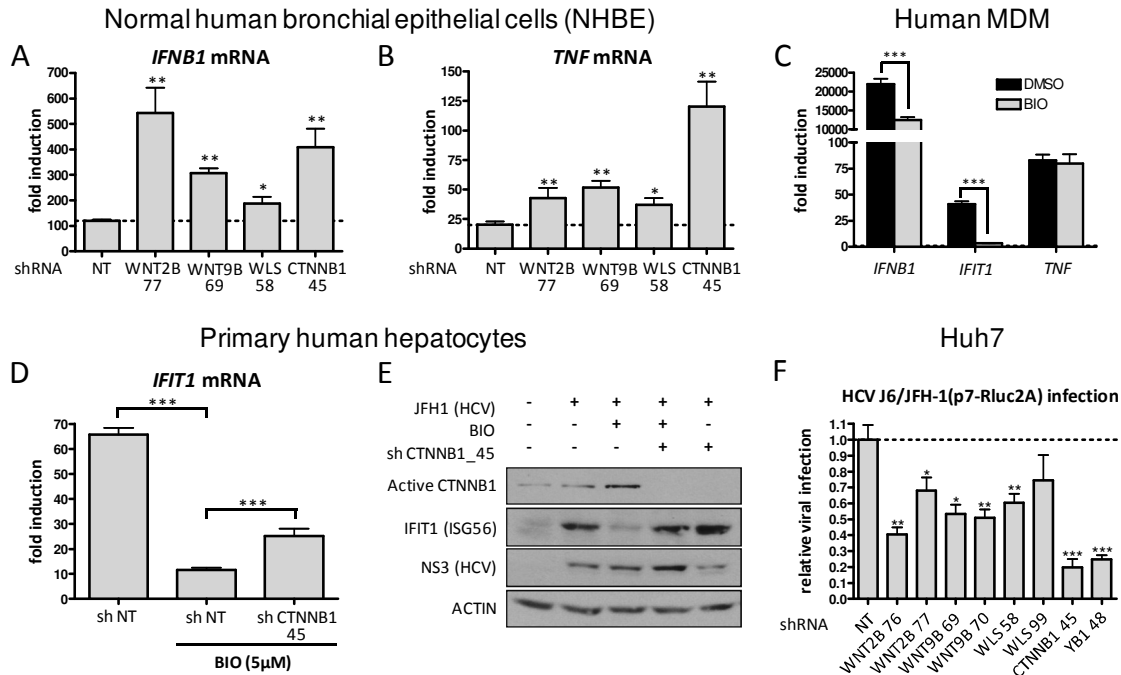 Normal human bronchial epithelial cells (NHBE)
Human MDM
A
IFNB1 mRNA
fold induction
700
600
500
400
300
200
100
0
** ** * **
shRNA NT WNT2B WNT9B WLS CTNNB1
77 69 58 45
B
TNF mRNA
fold induction
125
100
75
50
25
0
** ** * **
NT WNT2B WNT9B WLS CTNNB1
77 69 58 45
C
fold induction
25000
20000
15000
10000
100
75
50
25
0
***
***
DMSO
BIO
IFNB1 IFIT1 TNF
Primary human hepatocytes
Huh7
D
IFIT1 mRNA
fold induction
70
60
50
40
30
20
10
0
***
***
sh NT sh NT sh CTNNB1
45
BIO (5µM)
E
JFH1 (HCV) - + + + +
BIO - - + + -
sh CTNNB1_45 - - - + +
Active CTNNB1
IFIT1 (ISG56)
NS3 (HCV)
ACTIN
F
HCV J6/JFH-1(p7-Rluc2A) infection
relative viral infection
1.1
1.0
0.9
0.8
0.7
0.6
0.5
0.4
0.3
0.2
0.1
0.0
** * * ** ** *** ***
shRNA
NT
WNT2B 76
WNT2B 77
WNT9B 69
WNT9B 70
WLS 58
WLS 99
CTNNB1 45
YB1 48